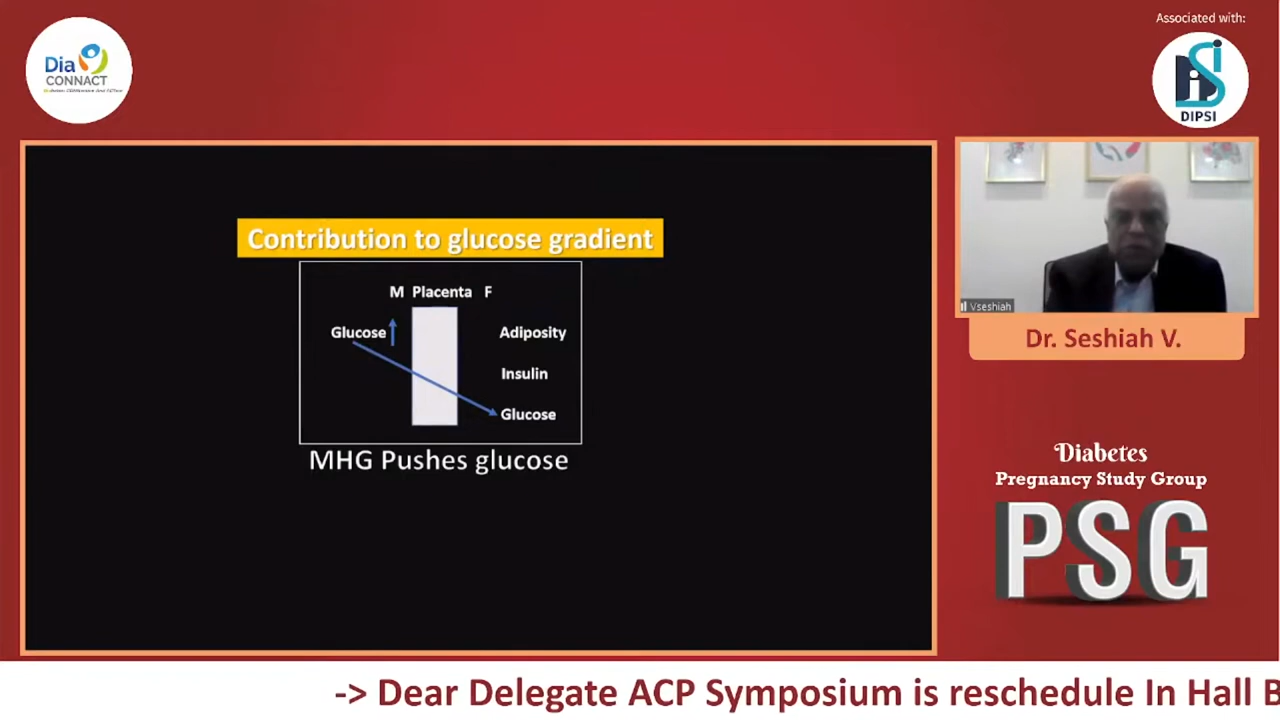 Dia
CONNACT
Associated with:
DIPSI
Contribution to glucose gradient
M Placenta F
Glucose
Adiposity
Insulin
Glucose
MHG Pushes glucose
Vseshiah
Dr. Seshiah V.
Diabetes
Pregnancy Study Group
PSG
-> Dear Delegate ACP Symposium is reschedule In Hall B